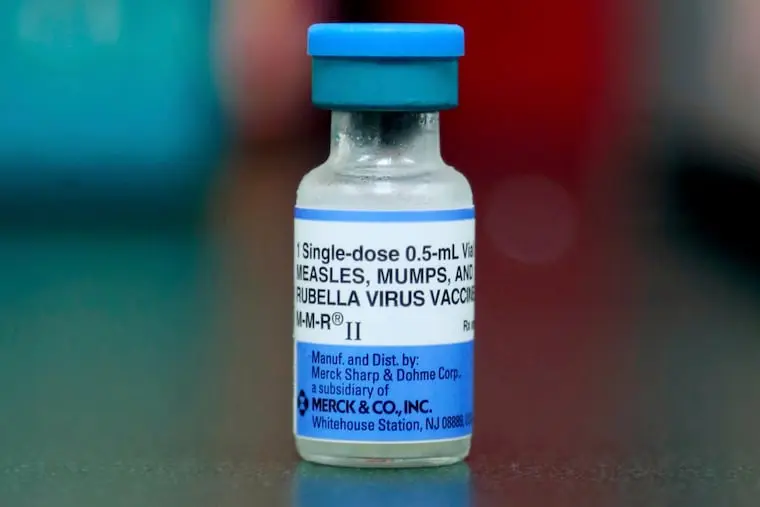 1 Single-dose 0.5-mL Via
MEASLES, MUMPS, AND
RUBELLA VIRUS VACCINE
M-M-R® II
Rx
Manuf. and Dist. by:
Merck Sharp & Dohme Corp.,
a subsidiary of
MERCK & CO., INC.
Whitehouse Station, NJ 08889,